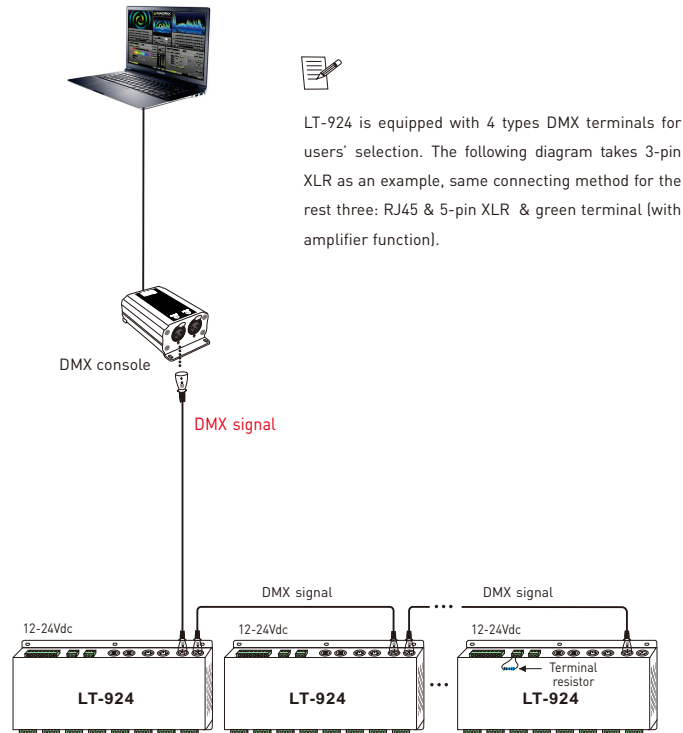 LT-924 is equipped with 4 types DMX terminals for
users' selection. The following diagram takes 3-pin
XLR as an example, same connecting method for the
rest three: RJ45 & 5-pin XLR & green terminal (with
amplifier function).
DMX console
DMX signal
DMX signal
DMX signal
12-24Vdc
12-24Vdc
12-24Vdc
Terminal
resistor
LT-924
LT-924
LT-924